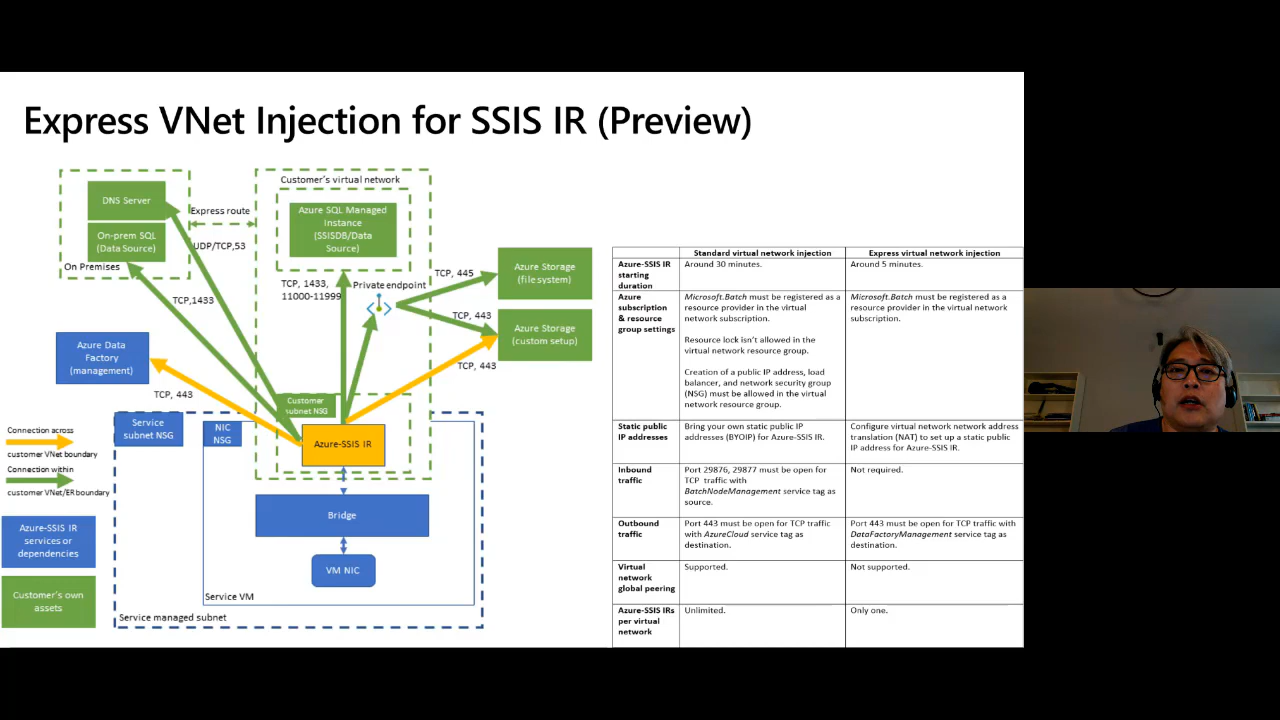 Express VNet Injection for SSIS IR (Preview)
DNS Server
On-prem SQL
(Data Source)
On Premises
Express route
UDP/TCP,53
TCP,1433
Customer's virtual network
Azure SQL Managed
Instance
(SSISDB/Data
Source)
TCP, 1433,
11000-11999
Private endpoint
TCP, 445
TCP, 443
TCP, 443
Azure Storage
(file system)
Azure Storage
(custom setup)
Azure Data
Factory
(management)
TCP, 443
Customer
subnet NSG
Service
subnet NSG
NIC
NSG
Azure-SSIS IR
Bridge
VM NIC
Service VM
Service managed subnet
Connection across
customer VNet boundary
Connection within
customer VNet/ER boundary
Azure-SSIS IR
services or
dependencies
Customer's own
assets
Standard virtual network injection
Express virtual network injection
Azure-SSIS IR
starting
duration
Around 30 minutes.
Around 5 minutes.
Azure
subscription
& resource
group settings
Microsoft.Batch must be registered as a
resource provider in the virtual
network subscription.
Resource lock isn't allowed in the
virtual network resource group.
Creation of a public IP address, load
balancer, and network security group
(NSG) must be allowed in the virtual
network resource group.
Microsoft.Batch must be registered as a
resource provider in the virtual network
subscription.
Static public
IP addresses
Bring your own static public IP
addresses (BYOIP) for Azure-SSIS IR.
Configure virtual network network address
translation (NAT) to set up a static public
IP address for Azure-SSIS IR.
Inbound
traffic
Port 29876, 29877 must be open for
TCP traffic with
BatchNodeManagement service tag as
source.
Not required.
Outbound
traffic
Port 443 must be open for TCP traffic
with AzureCloud service tag as
destination.
Port 443 must be open for TCP traffic with
DataFactoryManagement service tag as
destination.
Virtual
network
global peering
Supported.
Not supported.
Azure-SSIS IRs
per virtual
network
Unlimited.
Only one.